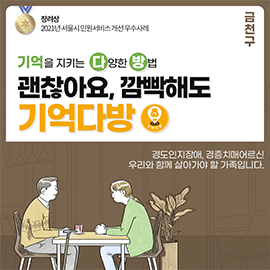 장려상
2021년 서울시 민원서비스 개선 우수사례
금천구
기억을 지키는 다양한 방법
괜찮아요, 깜빡해도
기억다방
경도인지장애, 경증치매어르신
우리와 함께 살아가야 할 가족입니다.